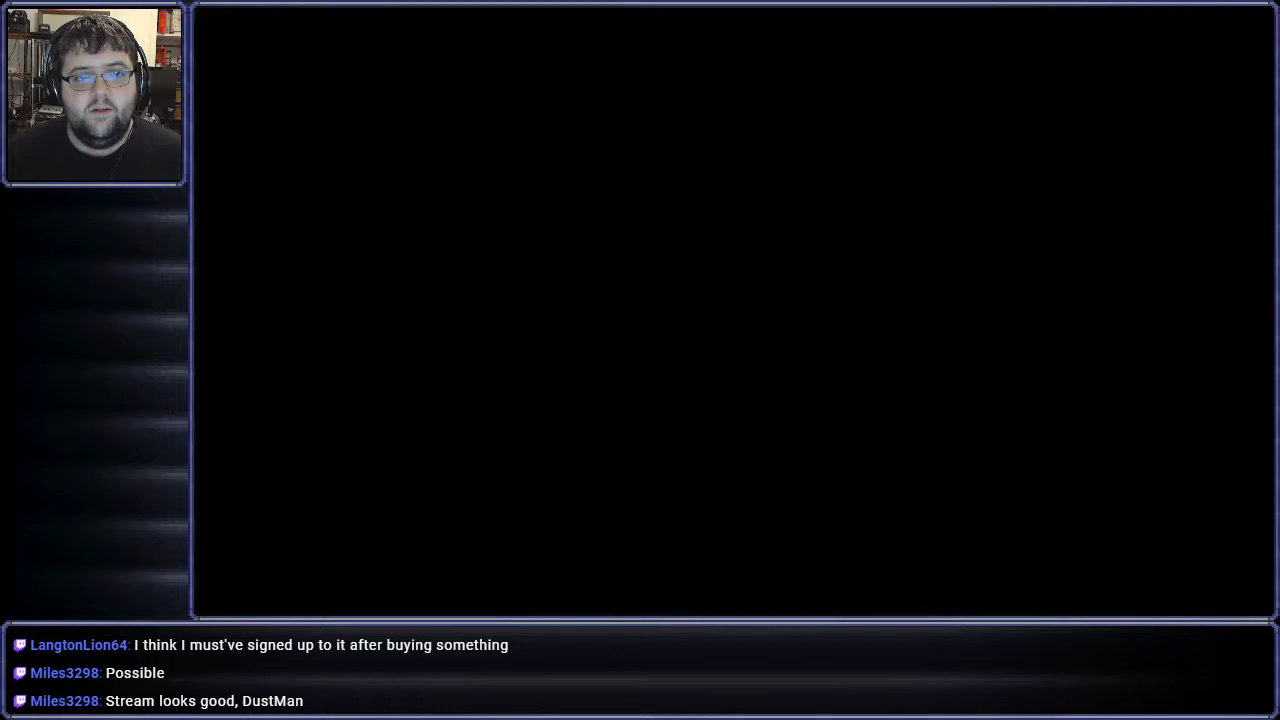 LangtonLion64: I think I must've signed up to it after buying something
Miles3298: Possible
Miles3298: Stream looks good, DustMan